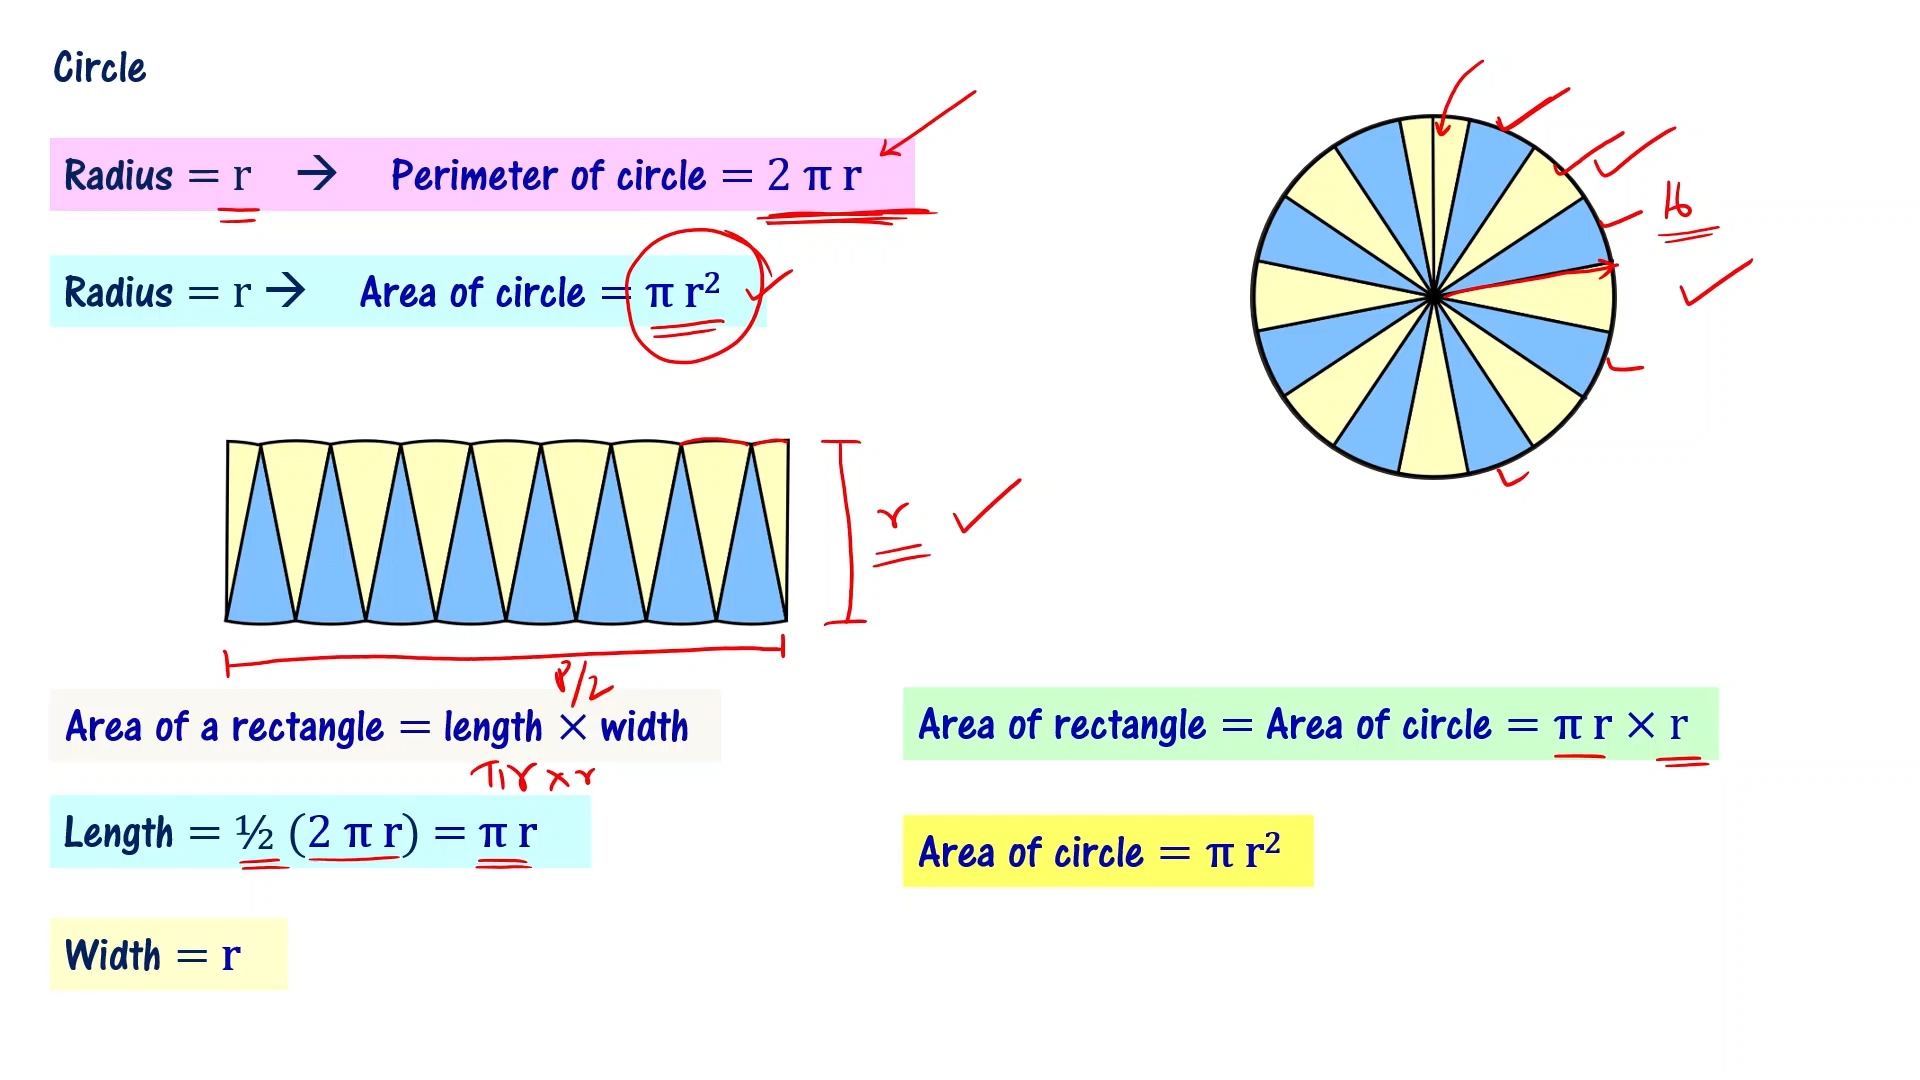 Circle
Radius = r → Perimeter of circle = 2 π r
Radius = r → Area of circle = π r²
16
r
P/2
Area of a rectangle = length × width
πr × r
Length = ½ (2 π r) = π r
Width = r
Area of rectangle = Area of circle = π r × r
Area of circle = π r²